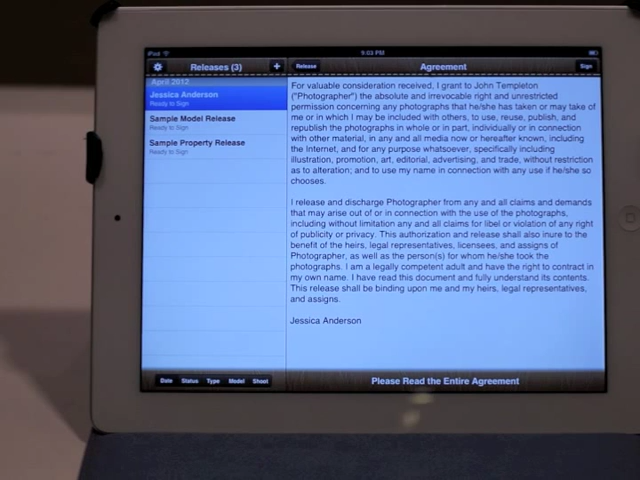 iPod
9:03 PM
Releases (3)
+
Release
Agreement
Sign
April 2012
Jessica Anderson
Ready to Sign
Sample Model Release
Ready to Sign
Sample Property Release
Ready to Sign
For valuable consideration received, I grant to John Templeton
("Photographer") the absolute and irrevocable right and unrestricted
permission concerning any photographs that he/she has taken or may take of
me or in which I may be included with others, to use, reuse, publish, and
republish the photographs in whole or in part, individually or in connection
with other material, in any and all media now or hereafter known, including
the Internet, and for any purpose whatsoever, specifically including
illustration, promotion, art, editorial, advertising, and trade, without restriction
as to alteration; and to use my name in connection with any use if he/she so
chooses.
I release and discharge Photographer from any and all claims and demands
that may arise out of or in connection with the use of the photographs,
including without limitation any and all claims for libel or violation of any right
of publicity or privacy. This authorization and release shall also inure to the
benefit of the heirs, legal representatives, licensees, and assigns of
Photographer, as well as the person(s) for whom he/she took the
photographs. I am a legally competent adult and have the right to contract in
my own name. I have read this document and fully understand its contents.
This release shall be binding upon me and my heirs, legal representatives,
and assigns.
Jessica Anderson
Date Status Type Model Shoot
Please Read the Entire Agreement